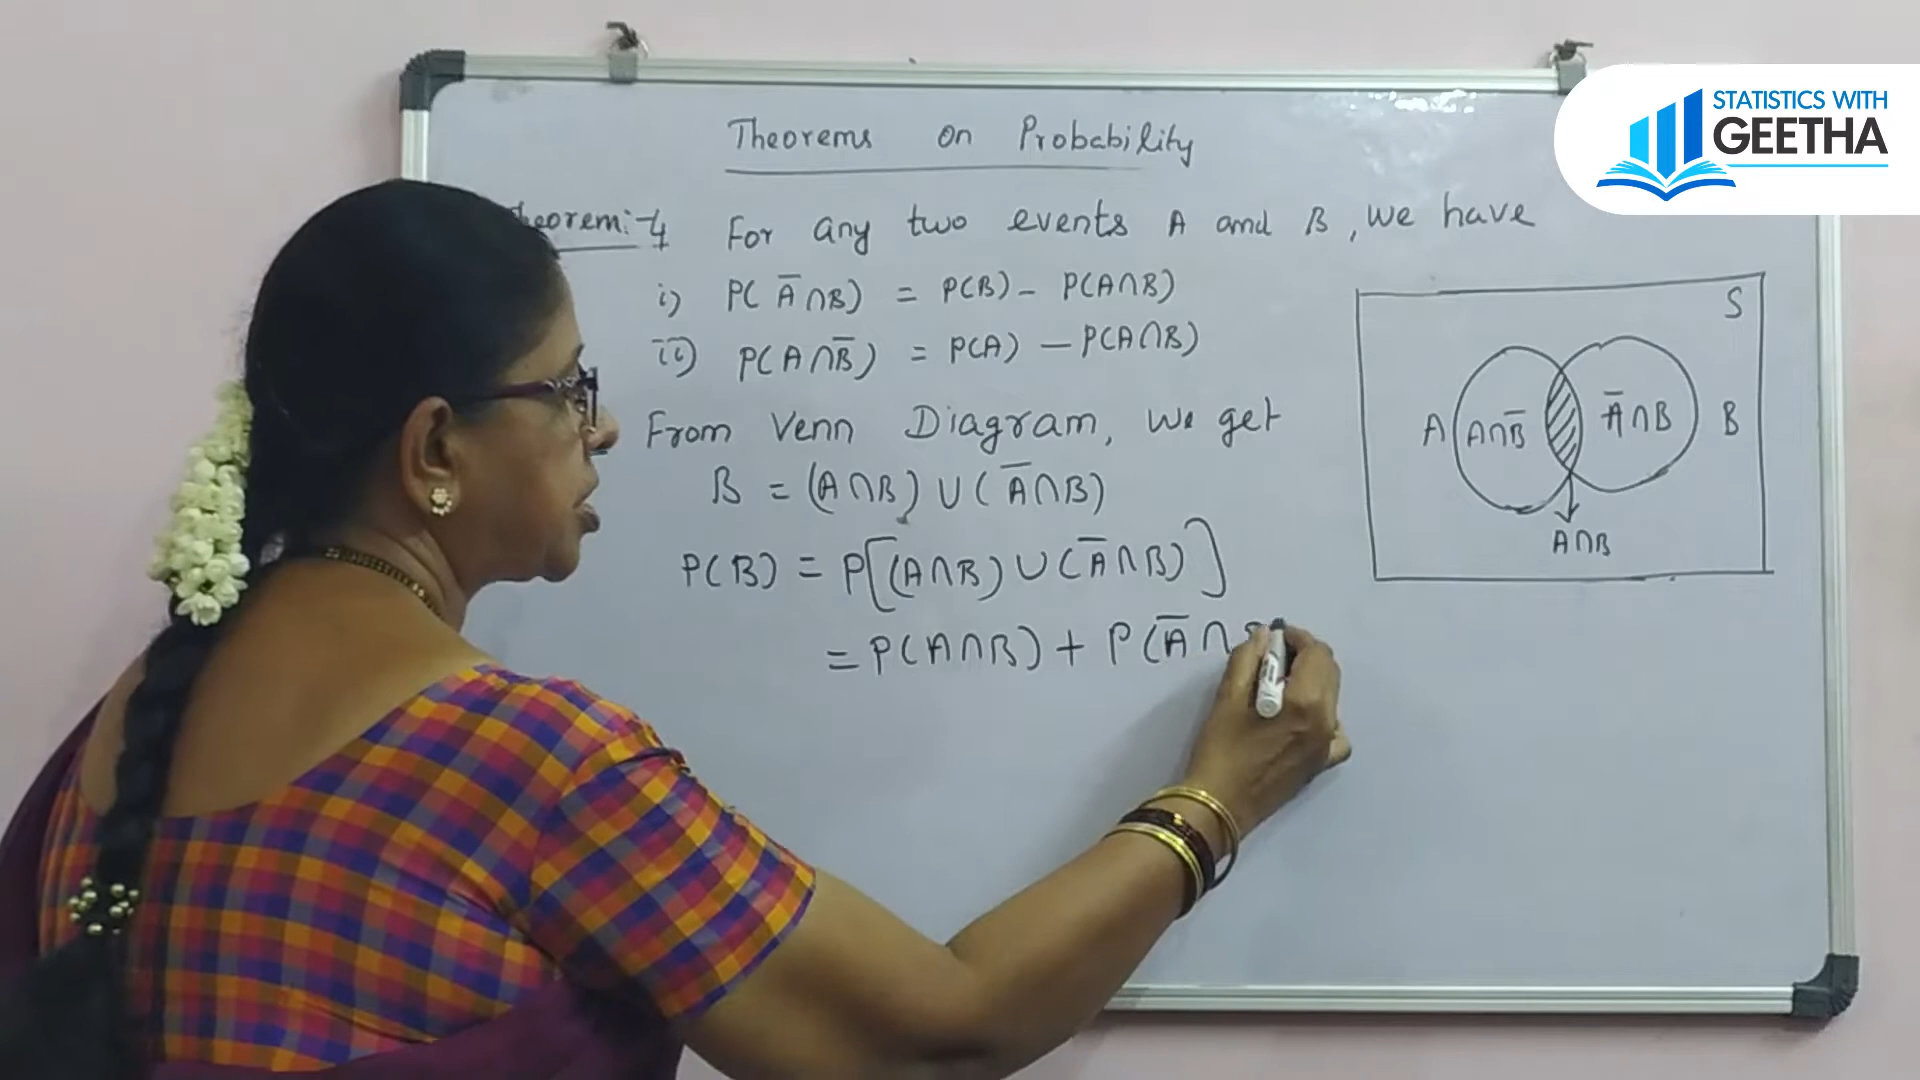 STATISTICS WITH
GEETHA
Theorems on Probability
eorem:-4 For any two events A and B, we have
i) P(A̅∩B) = P(B) - P(A∩B)
ii) P(A∩B̅) = P(A) - P(A∩B)
From Venn Diagram, we get
B = (A∩B) ∪ (A̅∩B)
P(B) = P[(A∩B) ∪ (A̅∩B)]
= P(A∩B) + P(A̅∩
S
A A∩B̅ A̅∩B B
A∩B